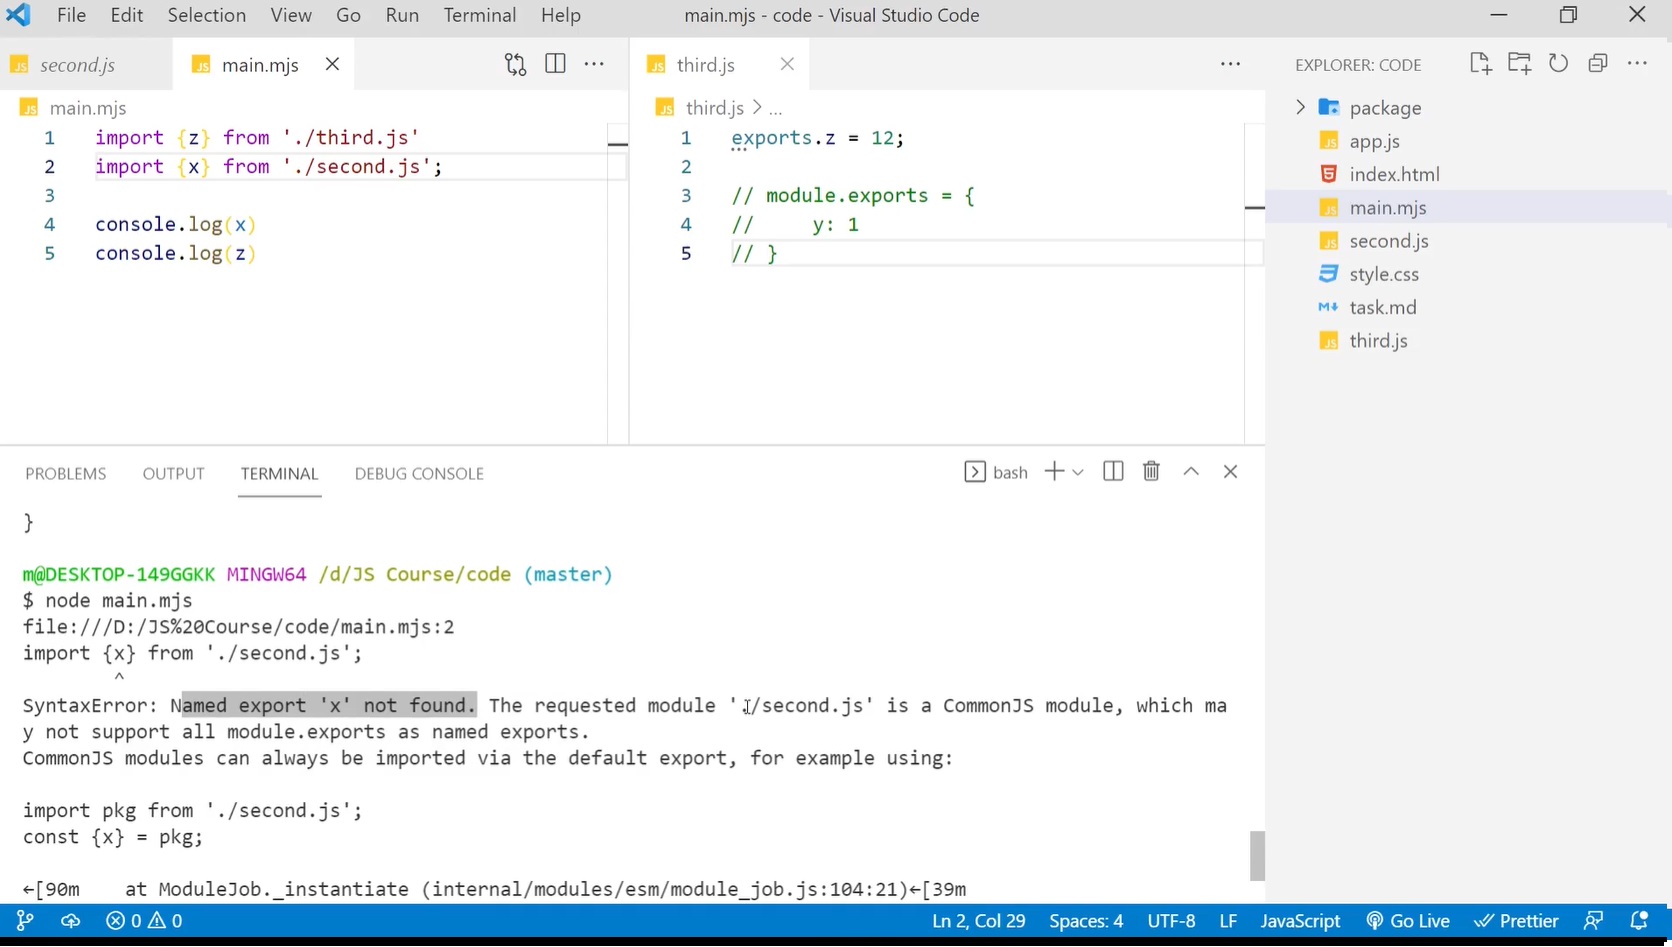 File Edit Selection View Go Run Terminal Help main.mjs - code - Visual Studio Code
second.js main.mjs
main.mjs
1 import {z} from './third.js'
2 import {x} from './second.js';
3
4 console.log(x)
5 console.log(z)
third.js
third.js > ...
1 exports.z = 12;
2
3 // module.exports = {
4 //     y: 1
5 // }
EXPLORER: CODE
package
app.js
index.html
main.mjs
second.js
style.css
task.md
third.js
PROBLEMS OUTPUT TERMINAL DEBUG CONSOLE bash
}
m@DESKTOP-149GGKK MINGW64 /d/JS Course/code (master)
$ node main.mjs
file:///D:/JS%20Course/code/main.mjs:2
import {x} from './second.js';
^
SyntaxError: Named export 'x' not found. The requested module './second.js' is a CommonJS module, which ma
y not support all module.exports as named exports.
CommonJS modules can always be imported via the default export, for example using:
import pkg from './second.js';
const {x} = pkg;
←[90m    at ModuleJob._instantiate (internal/modules/esm/module_job.js:104:21)←[39m
0 0 Ln 2, Col 29 Spaces: 4 UTF-8 LF JavaScript Go Live Prettier